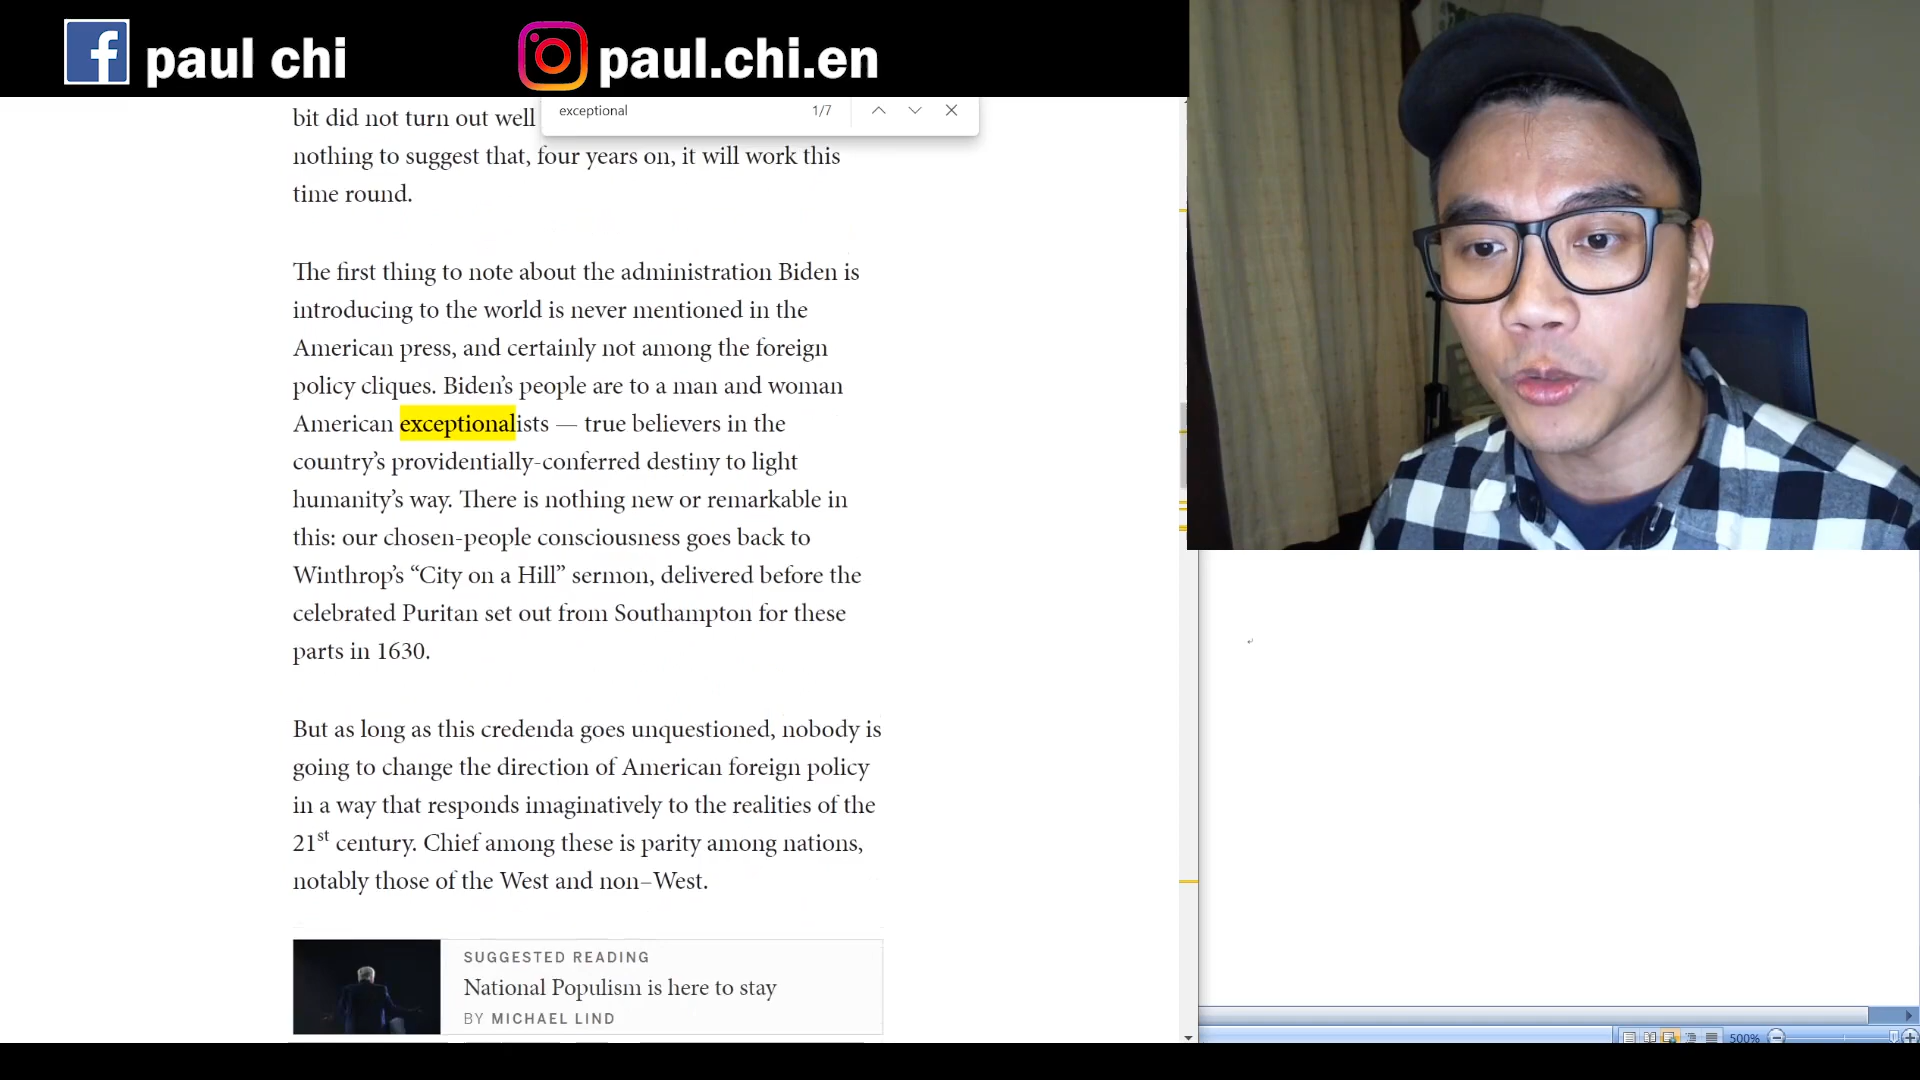 paul chi
paul.chi.en
exceptional
1/7
bit did not turn out well
nothing to suggest that, four years on, it will work this
time round.
The first thing to note about the administration Biden is
introducing to the world is never mentioned in the
American press, and certainly not among the foreign
policy cliques. Biden’s people are to a man and woman
American exceptionalists — true believers in the
country’s providentially-conferred destiny to light
humanity’s way. There is nothing new or remarkable in
this: our chosen-people consciousness goes back to
Winthrop’s “City on a Hill” sermon, delivered before the
celebrated Puritan set out from Southampton for these
parts in 1630.
But as long as this credenda goes unquestioned, nobody is
going to change the direction of American foreign policy
in a way that responds imaginatively to the realities of the
21st century. Chief among these is parity among nations,
notably those of the West and non–West.
SUGGESTED READING
National Populism is here to stay
BY MICHAEL LIND
500%